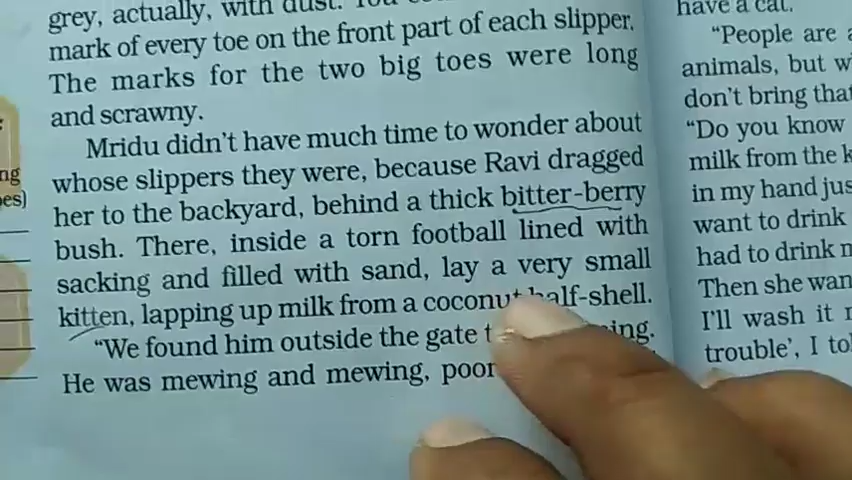 grey, actually, with dust.
mark of every toe on the front part of each slipper.
The marks for the two big toes were long
and scrawny.
Mridu didn't have much time to wonder about
whose slippers they were, because Ravi dragged
her to the backyard, behind a thick bitter-berry
bush. There, inside a torn football lined with
sacking and filled with sand, lay a very small
kitten, lapping up milk from a coconut half-shell.
"We found him outside the gate
He was mewing and mewing, poor
have a cat.
"People are
animals, but
don't bring that
"Do you know
milk from the
in my hand
want to drink
had to drink
Then she
I'll wash it
trouble', I